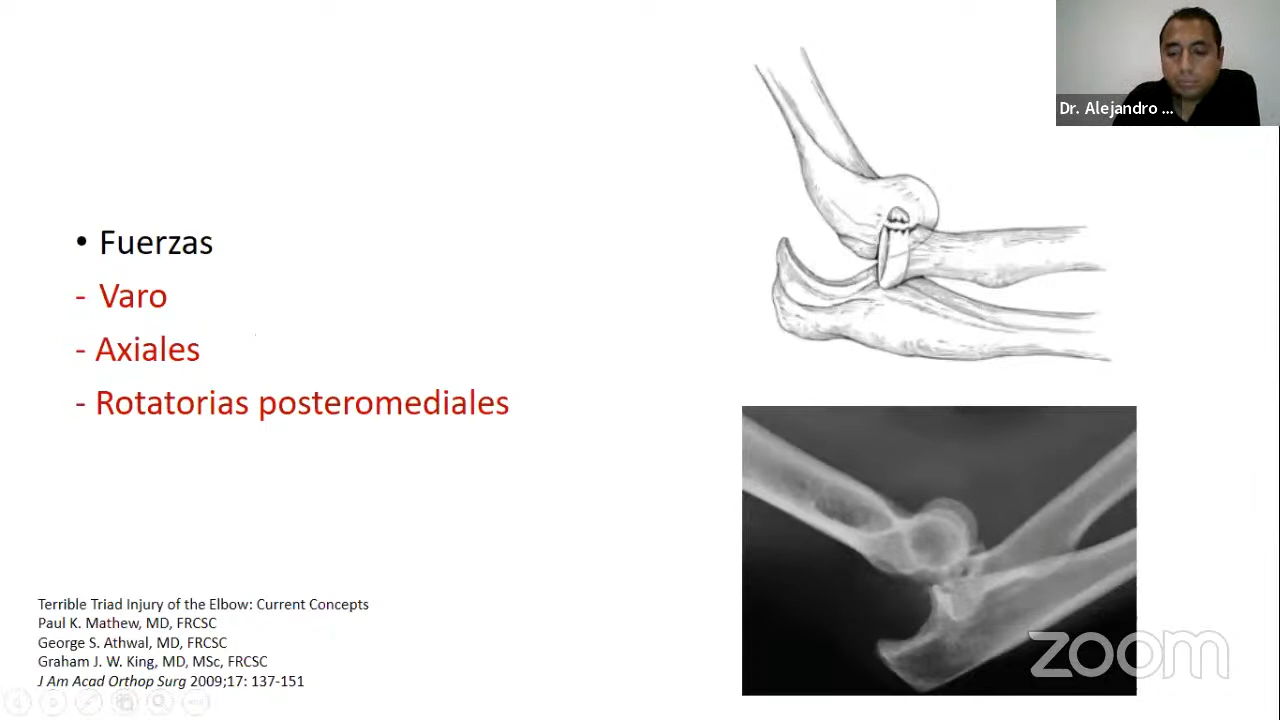 Dr. Alejandro ...
• Fuerzas
- Varo
- Axiales
- Rotatorias posteromediales
Terrible Triad Injury of the Elbow: Current Concepts
Paul K. Mathew, MD, FRCSC
George S. Athwal, MD, FRCSC
Graham J. W. King, MD, MSc, FRCSC
J Am Acad Orthop Surg 2009;17: 137-151
zoom